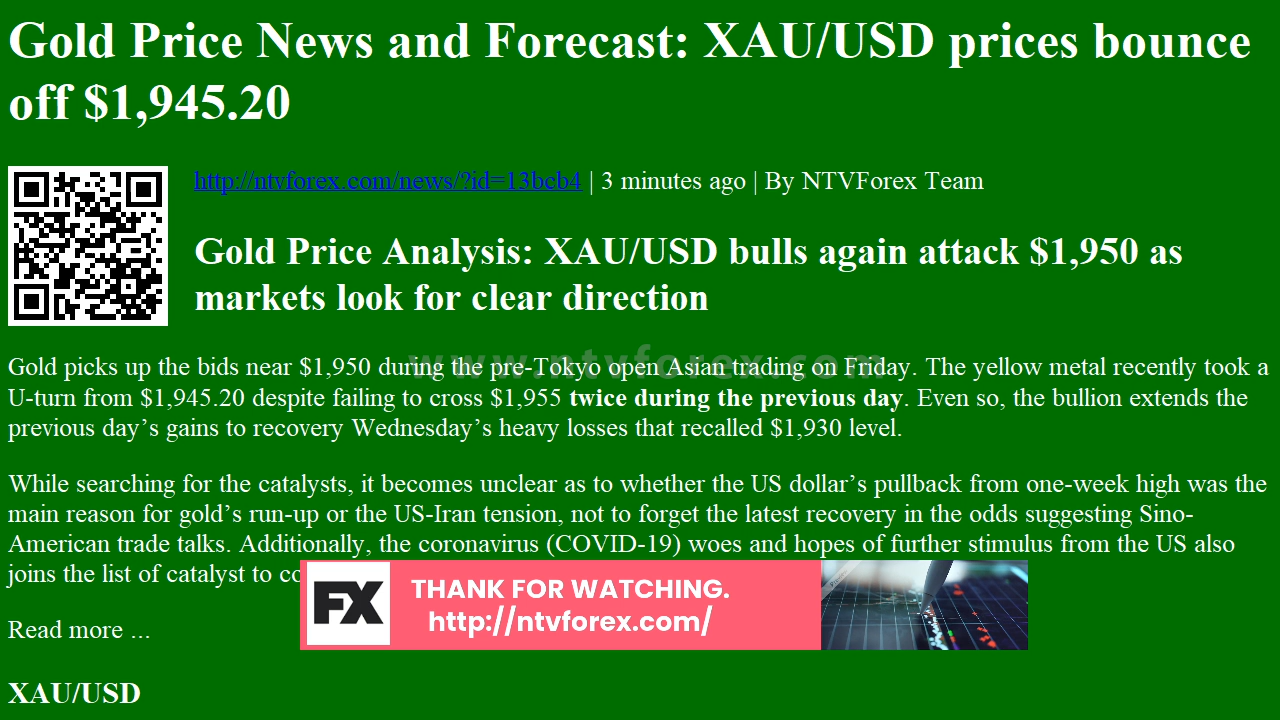 Gold Price News and Forecast: XAU/USD prices bounce
off $1,945.20
http://ntvforex.com/news/?id=13bcb4 | 3 minutes ago | By NTVForex Team
Gold Price Analysis: XAU/USD bulls again attack $1,950 as
markets look for clear direction
www.ntvforex.com
Gold picks up the bids near $1,950 during the pre-Tokyo open Asian trading on Friday. The yellow metal recently took a
U-turn from $1,945.20 despite failing to cross $1,955 twice during the previous day. Even so, the bullion extends the
previous day’s gains to recovery Wednesday’s heavy losses that recalled $1,930 level.
While searching for the catalysts, it becomes unclear as to whether the US dollar’s pullback from one-week high was the
main reason for gold’s run-up or the US-Iran tension, not to forget the latest recovery in the odds suggesting Sino-
American trade talks. Additionally, the coronavirus (COVID-19) woes and hopes of further stimulus from the US also
joins the list of catalyst to
FX
THANK FOR WATCHING.
http://ntvforex.com/
Read more ...
XAU/USD